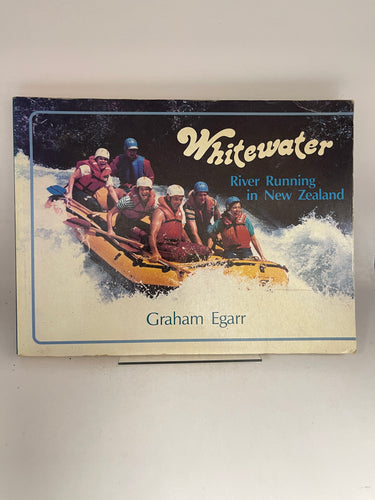 Whitewater
River Running
in New Zealand
Graham Egarr